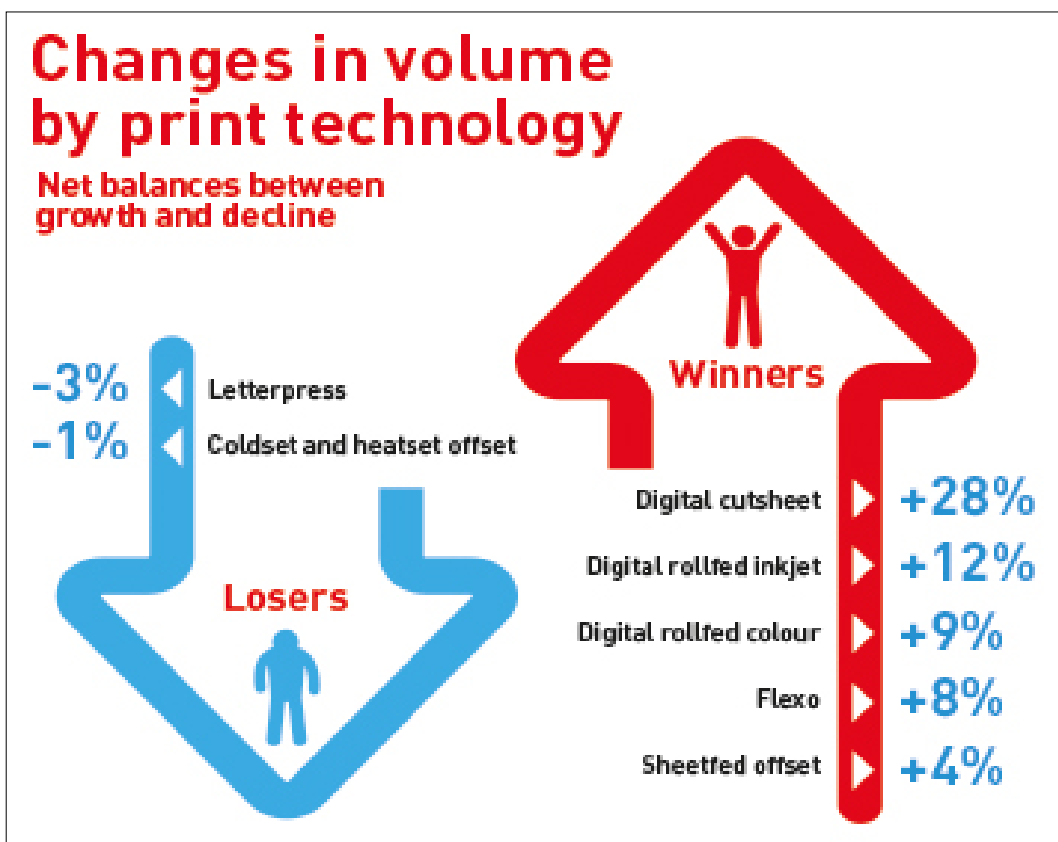 Changes in volume
by print technology
Net balances between
growth and decline
-3% Letterpress
-1% Coldset and heatset offset
Losers
Winners
Digital cutsheet +28%
Digital rollfed inkjet +12%
Digital rollfed colour +9%
Flexo +8%
Sheetfed offset +4%